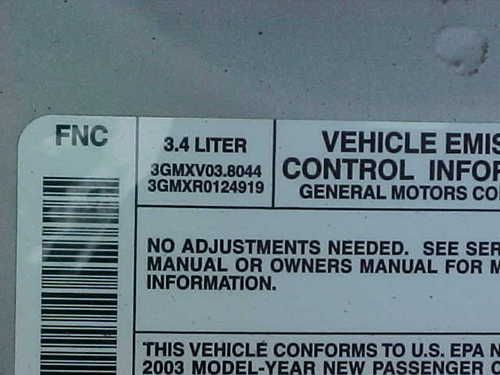 FNC
3.4 LITER
3GMXV03.8044
3GMXR0124919
VEHICLE EMIS
CONTROL INFOR
GENERAL MOTORS CO
NO ADJUSTMENTS NEEDED. SEE SER
MANUAL OR OWNERS MANUAL FOR M
INFORMATION.
THIS VEHICLE CONFORMS TO U.S. EPA N
2003 MODEL-YEAR NEW PASSENGER C